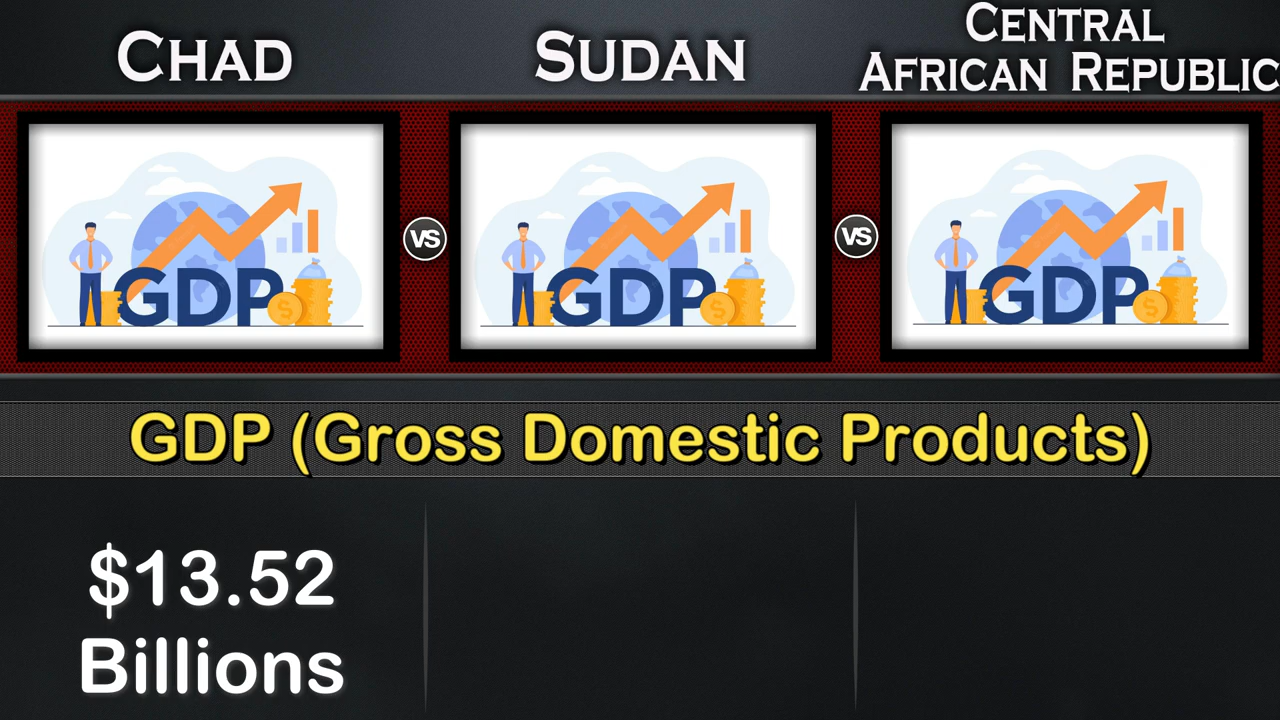 Chad
Sudan
Central
African Republic
GDP
VS
GDP
VS
GDP
GDP (Gross Domestic Products)
$13.52
Billions